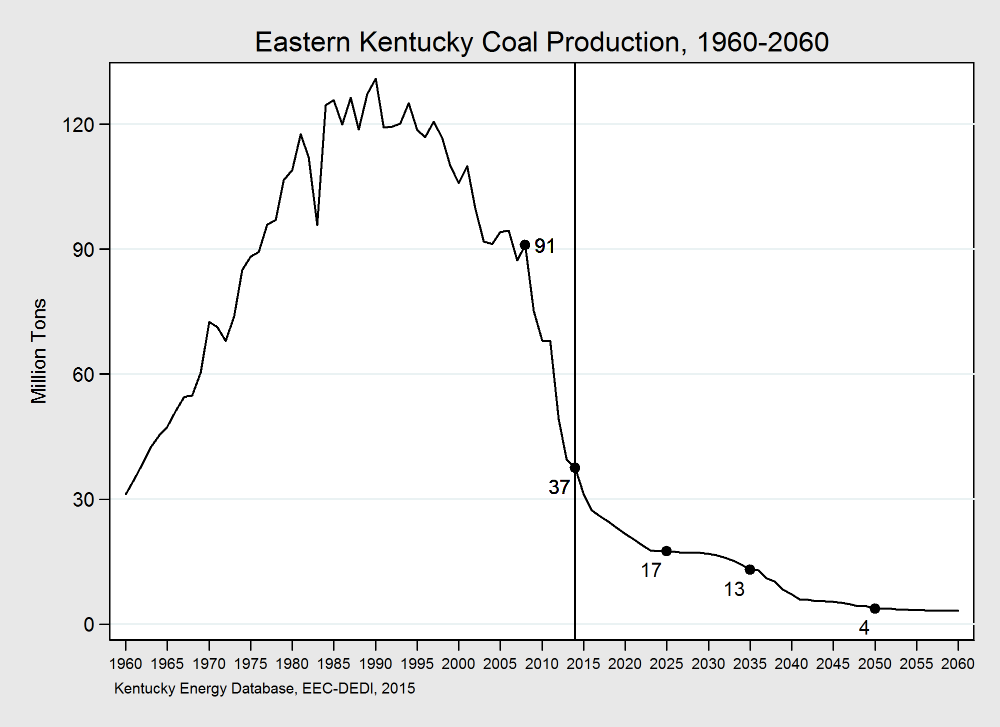 Eastern Kentucky Coal Production, 1960-2060
Million Tons
120
90
60
30
0
91
37
17
13
4
1960 1965 1970 1975 1980 1985 1990 1995 2000 2005 2010 2015 2020 2025 2030 2035 2040 2045 2050 2055 2060
Kentucky Energy Database, EEC-DEDI, 2015